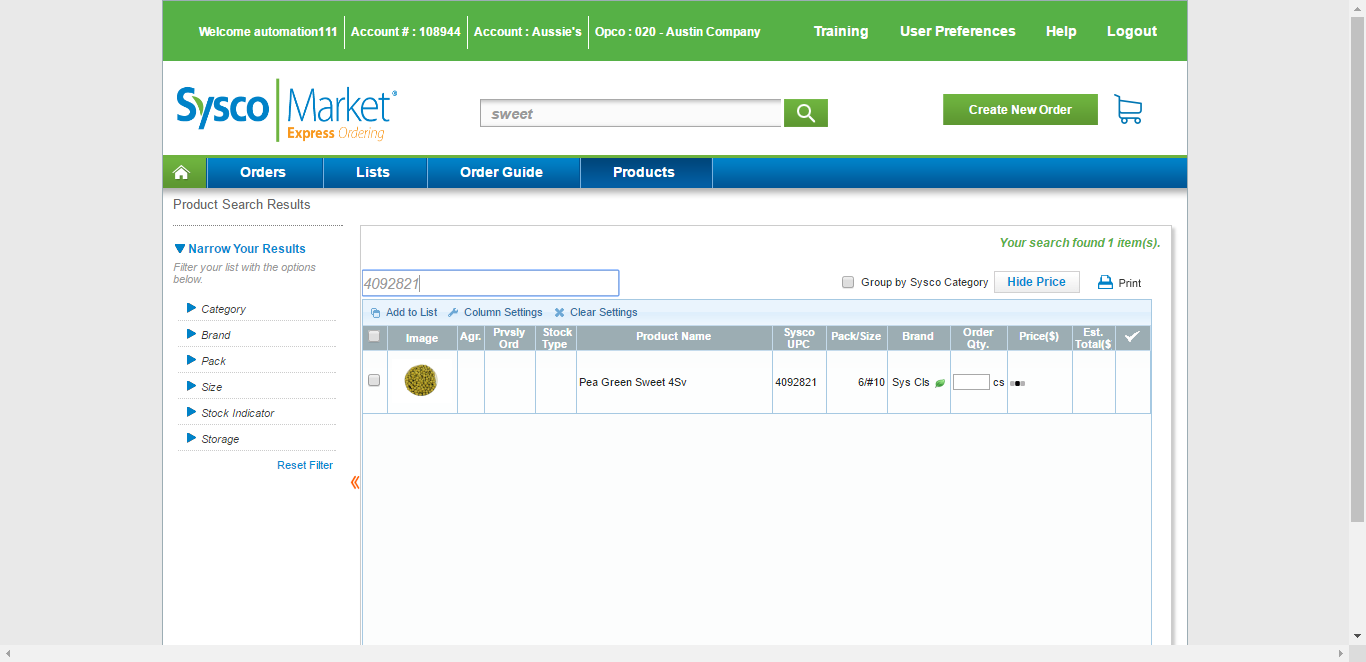 Welcome automation111 Account # : 108944 Account : Aussie's Opco : 020 - Austin Company Training User Preferences Help Logout
Sysco Market®
Express Ordering
sweet
Create New Order
Orders Lists Order Guide Products
Product Search Results
Narrow Your Results
Filter your list with the options
below.
Category
Brand
Pack
Size
Stock Indicator
Storage
Reset Filter
Your search found 1 item(s).
4092821
Group by Sysco Category Hide Price Print
Add to List Column Settings Clear Settings
Image Agr. Prvsly Ord Stock Type Product Name Sysco UPC Pack/Size Brand Order Qty. Price($) Est. Total($
Pea Green Sweet 4Sv 4092821 6/#10 Sys Cls cs